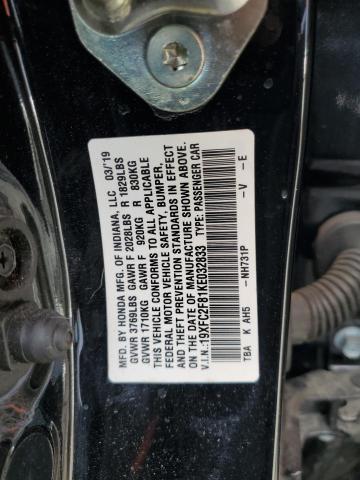 MFD. BY HONDA MFG. OF INDIANA, LLC 03/'19
GVWR 3769LBS GAWR F 2028LBS R 1829LBS
GVWR 1710KG GAWR F 920KG R 830KG
THIS VEHICLE CONFORMS TO ALL APPLICABLE
FEDERAL MOTOR VEHICLE SAFETY, BUMPER,
AND THEFT PREVENTION STANDARDS IN EFFECT
ON THE DATE OF MANUFACTURE SHOWN ABOVE.
V.I.N.:19XFC2F81KE032833 TYPE: PASSENGER CAR
TBA K AH5 -NH731P -V -E